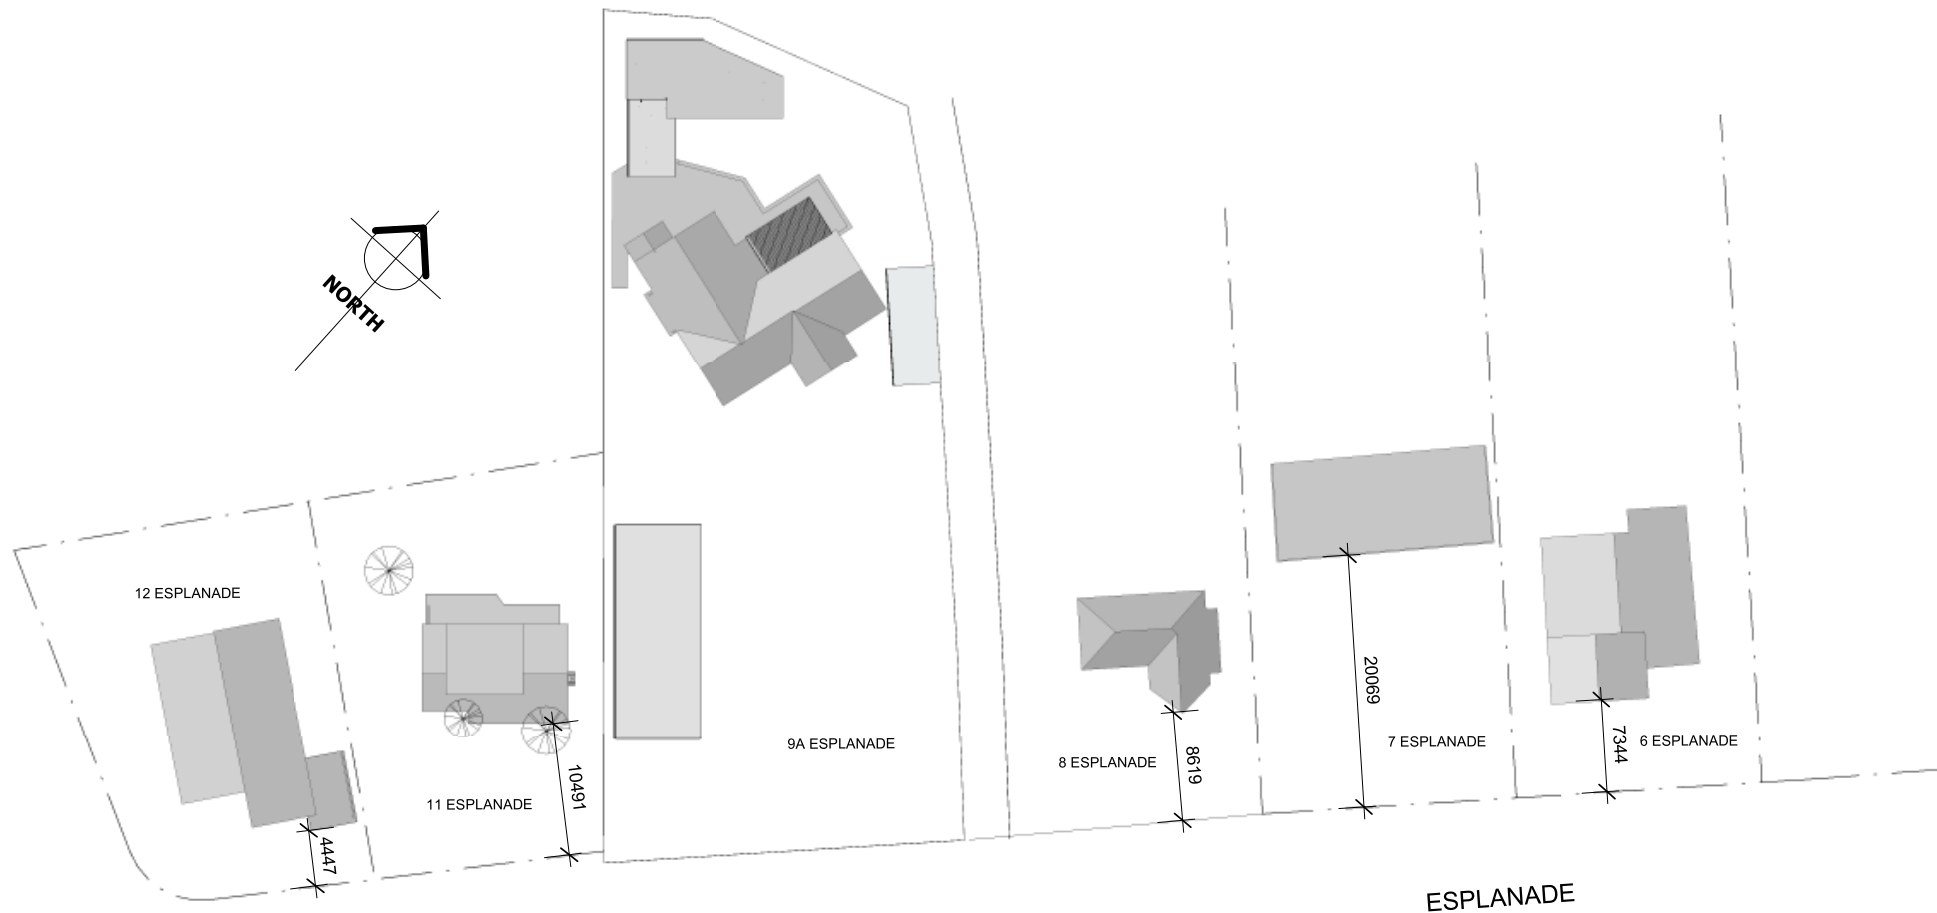 NORTH
12 ESPLANADE
4447
11 ESPLANADE
10491
9A ESPLANADE
8 ESPLANADE
8619
20069
7 ESPLANADE
7344
6 ESPLANADE
ESPLANADE